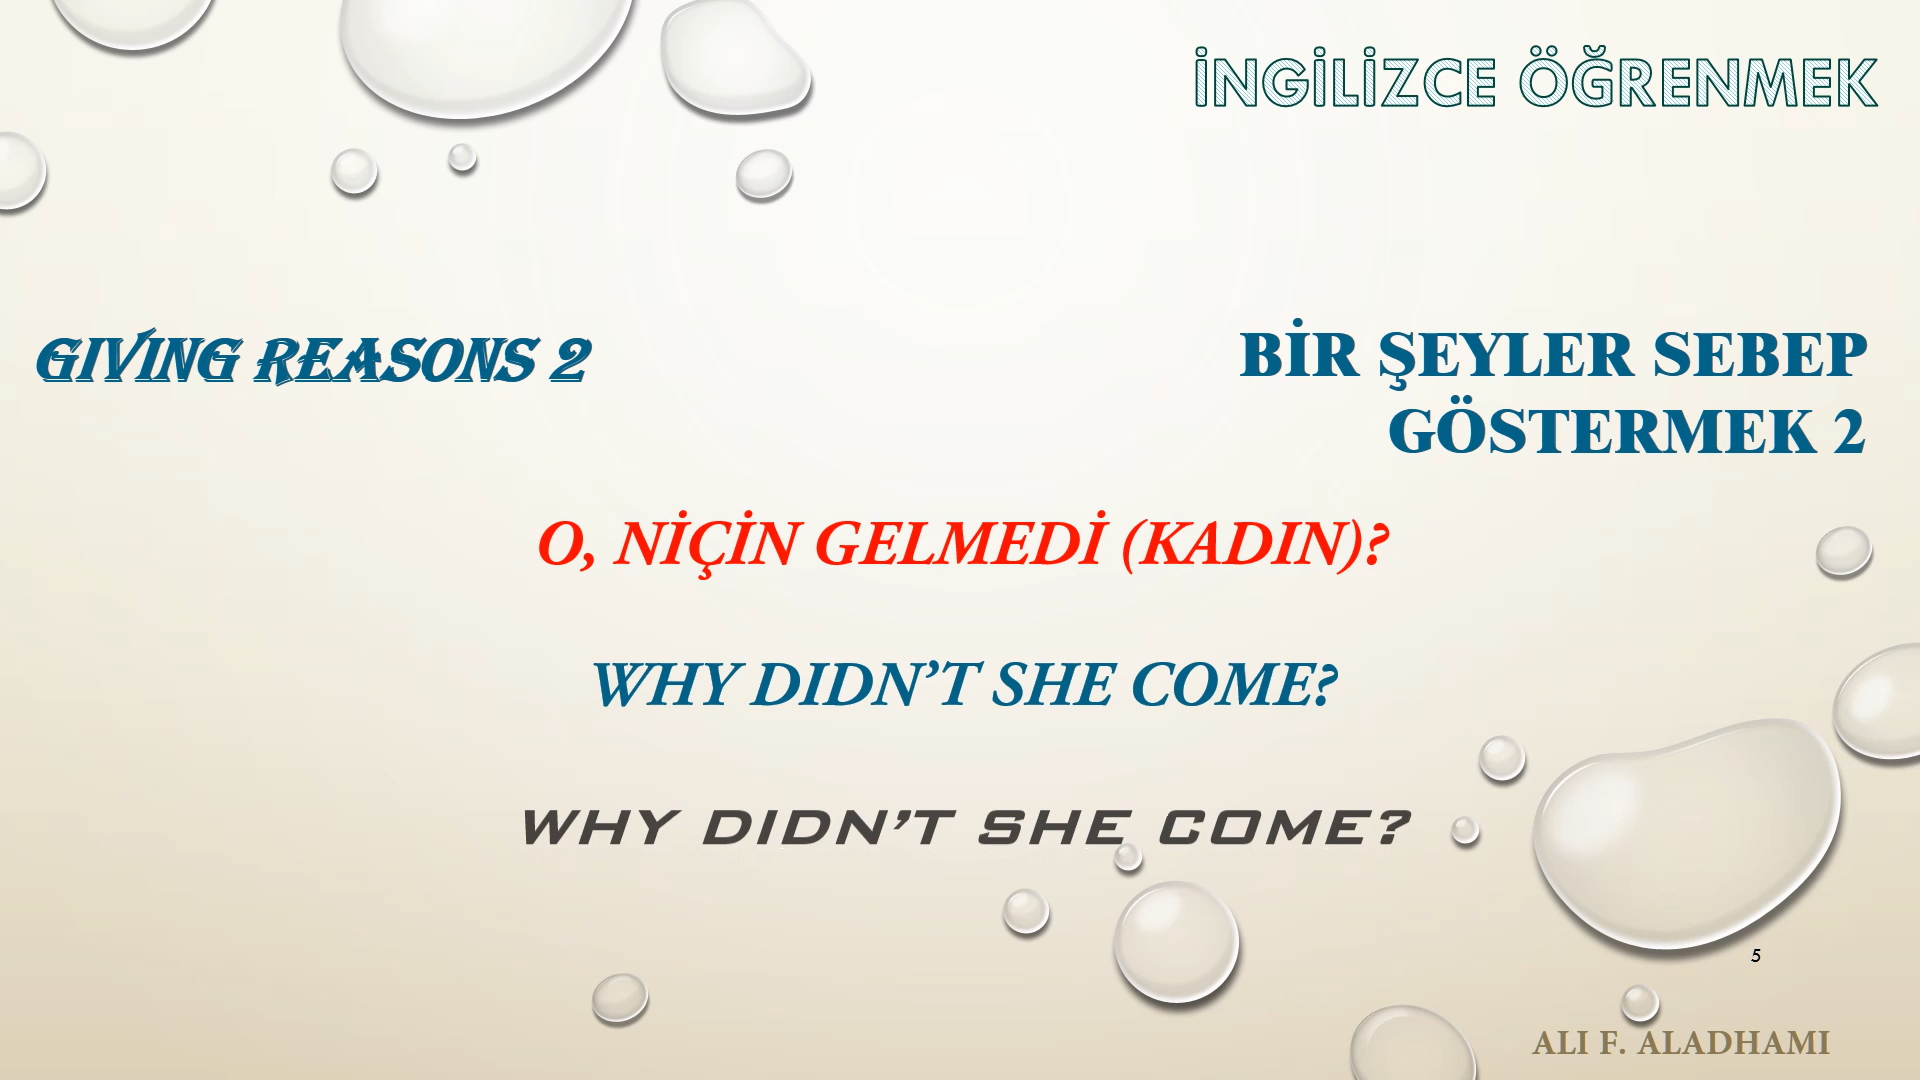 İNGİLİZCE ÖĞRENMEK
GIVING REASONS 2
BİR ŞEYLER SEBEP
GÖSTERMEK 2
O, NİÇİN GELMEDİ (KADIN)?
WHY DIDN’T SHE COME?
WHY DIDN’T SHE COME?
5
ALI F. ALADHAMI